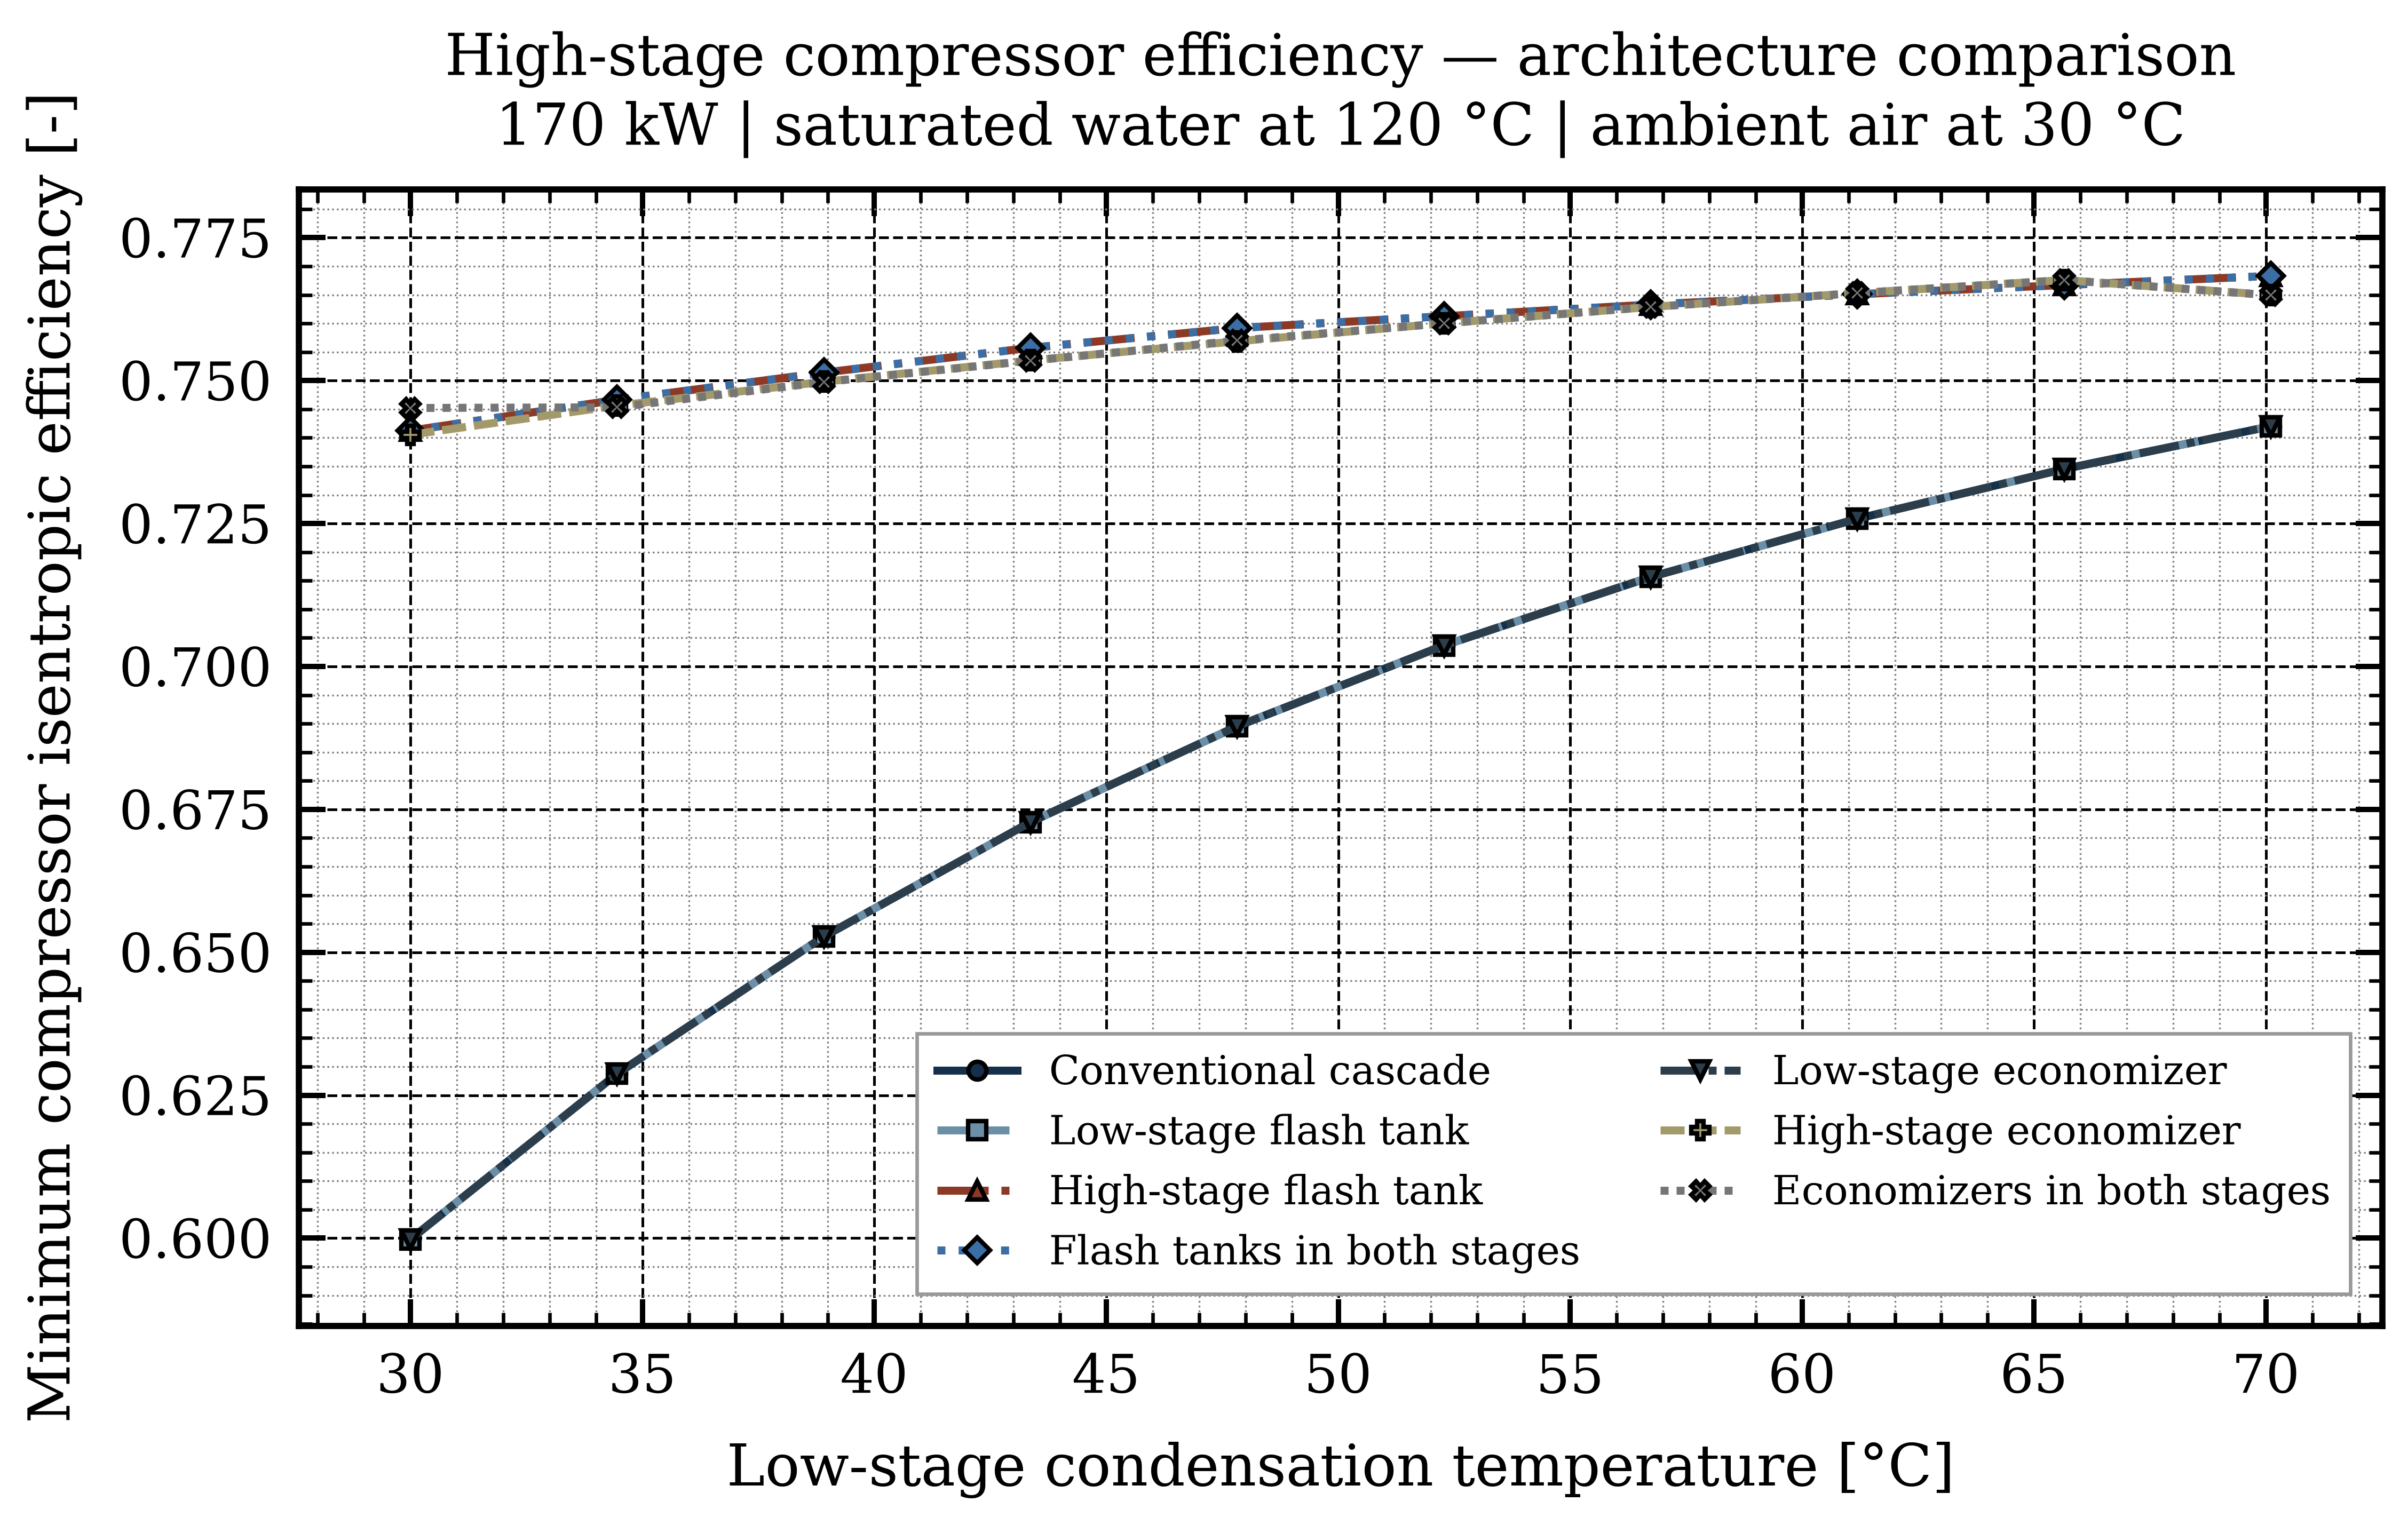 High-stage compressor efficiency — architecture comparison
170 kW | saturated water at 120 °C | ambient air at 30 °C
Minimum compressor isentropic efficiency [-]
0.775
0.750
0.725
0.700
0.675
0.650
0.625
0.600
Conventional cascade
Low-stage flash tank
High-stage flash tank
Flash tanks in both stages
Low-stage economizer
High-stage economizer
Economizers in both stages
30 35 40 45 50 55 60 65 70
Low-stage condensation temperature [°C]